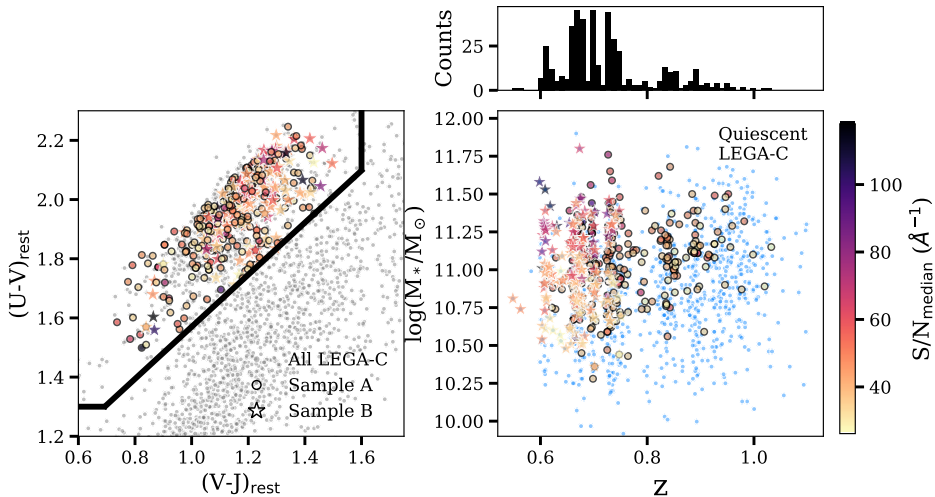 Counts
25
0
2.2
2.0
1.8
1.6
1.4
1.2
(U-V)rest
0.6 0.8 1.0 1.2 1.4 1.6
(V-J)rest
All LEGA-C
Sample A
Sample B
12.00
11.75
11.50
11.25
11.00
10.75
10.50
10.25
10.00
log(M*/M⊙)
Quiescent
LEGA-C
0.6 0.8 1.0
z
100
80
60
40
S/Nmedian (Å⁻¹)